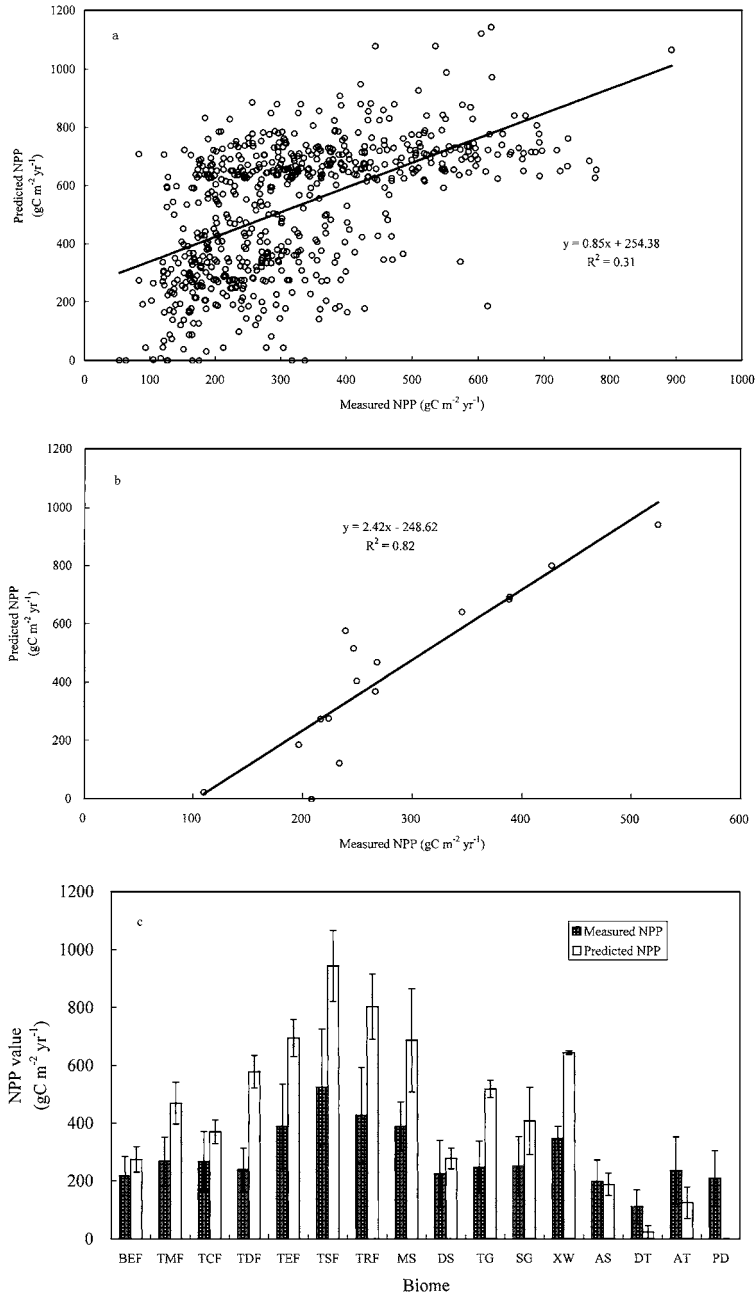 a
1200
1000
800
600
400
200
0
Predicted NPP
(gC m⁻² yr⁻¹)
y = 0.85x + 254.38
R² = 0.31
0 100 200 300 400 500 600 700 800 900 1000
Measured NPP (gC m⁻² yr⁻¹)
b
1200
1000
800
600
400
200
0
Predicted NPP
(gC m⁻² yr⁻¹)
y = 2.42x - 248.62
R² = 0.82
0 100 200 300 400 500 600
Measured NPP (gC m⁻² yr⁻¹)
c
1200
1000
800
600
400
200
0
NPP value
(gC m⁻² yr⁻¹)
Measured NPP
Predicted NPP
BEF TMF TCF TDF TEF TSF TRF MS DS TG SG XW AS DT AT PD
Biome